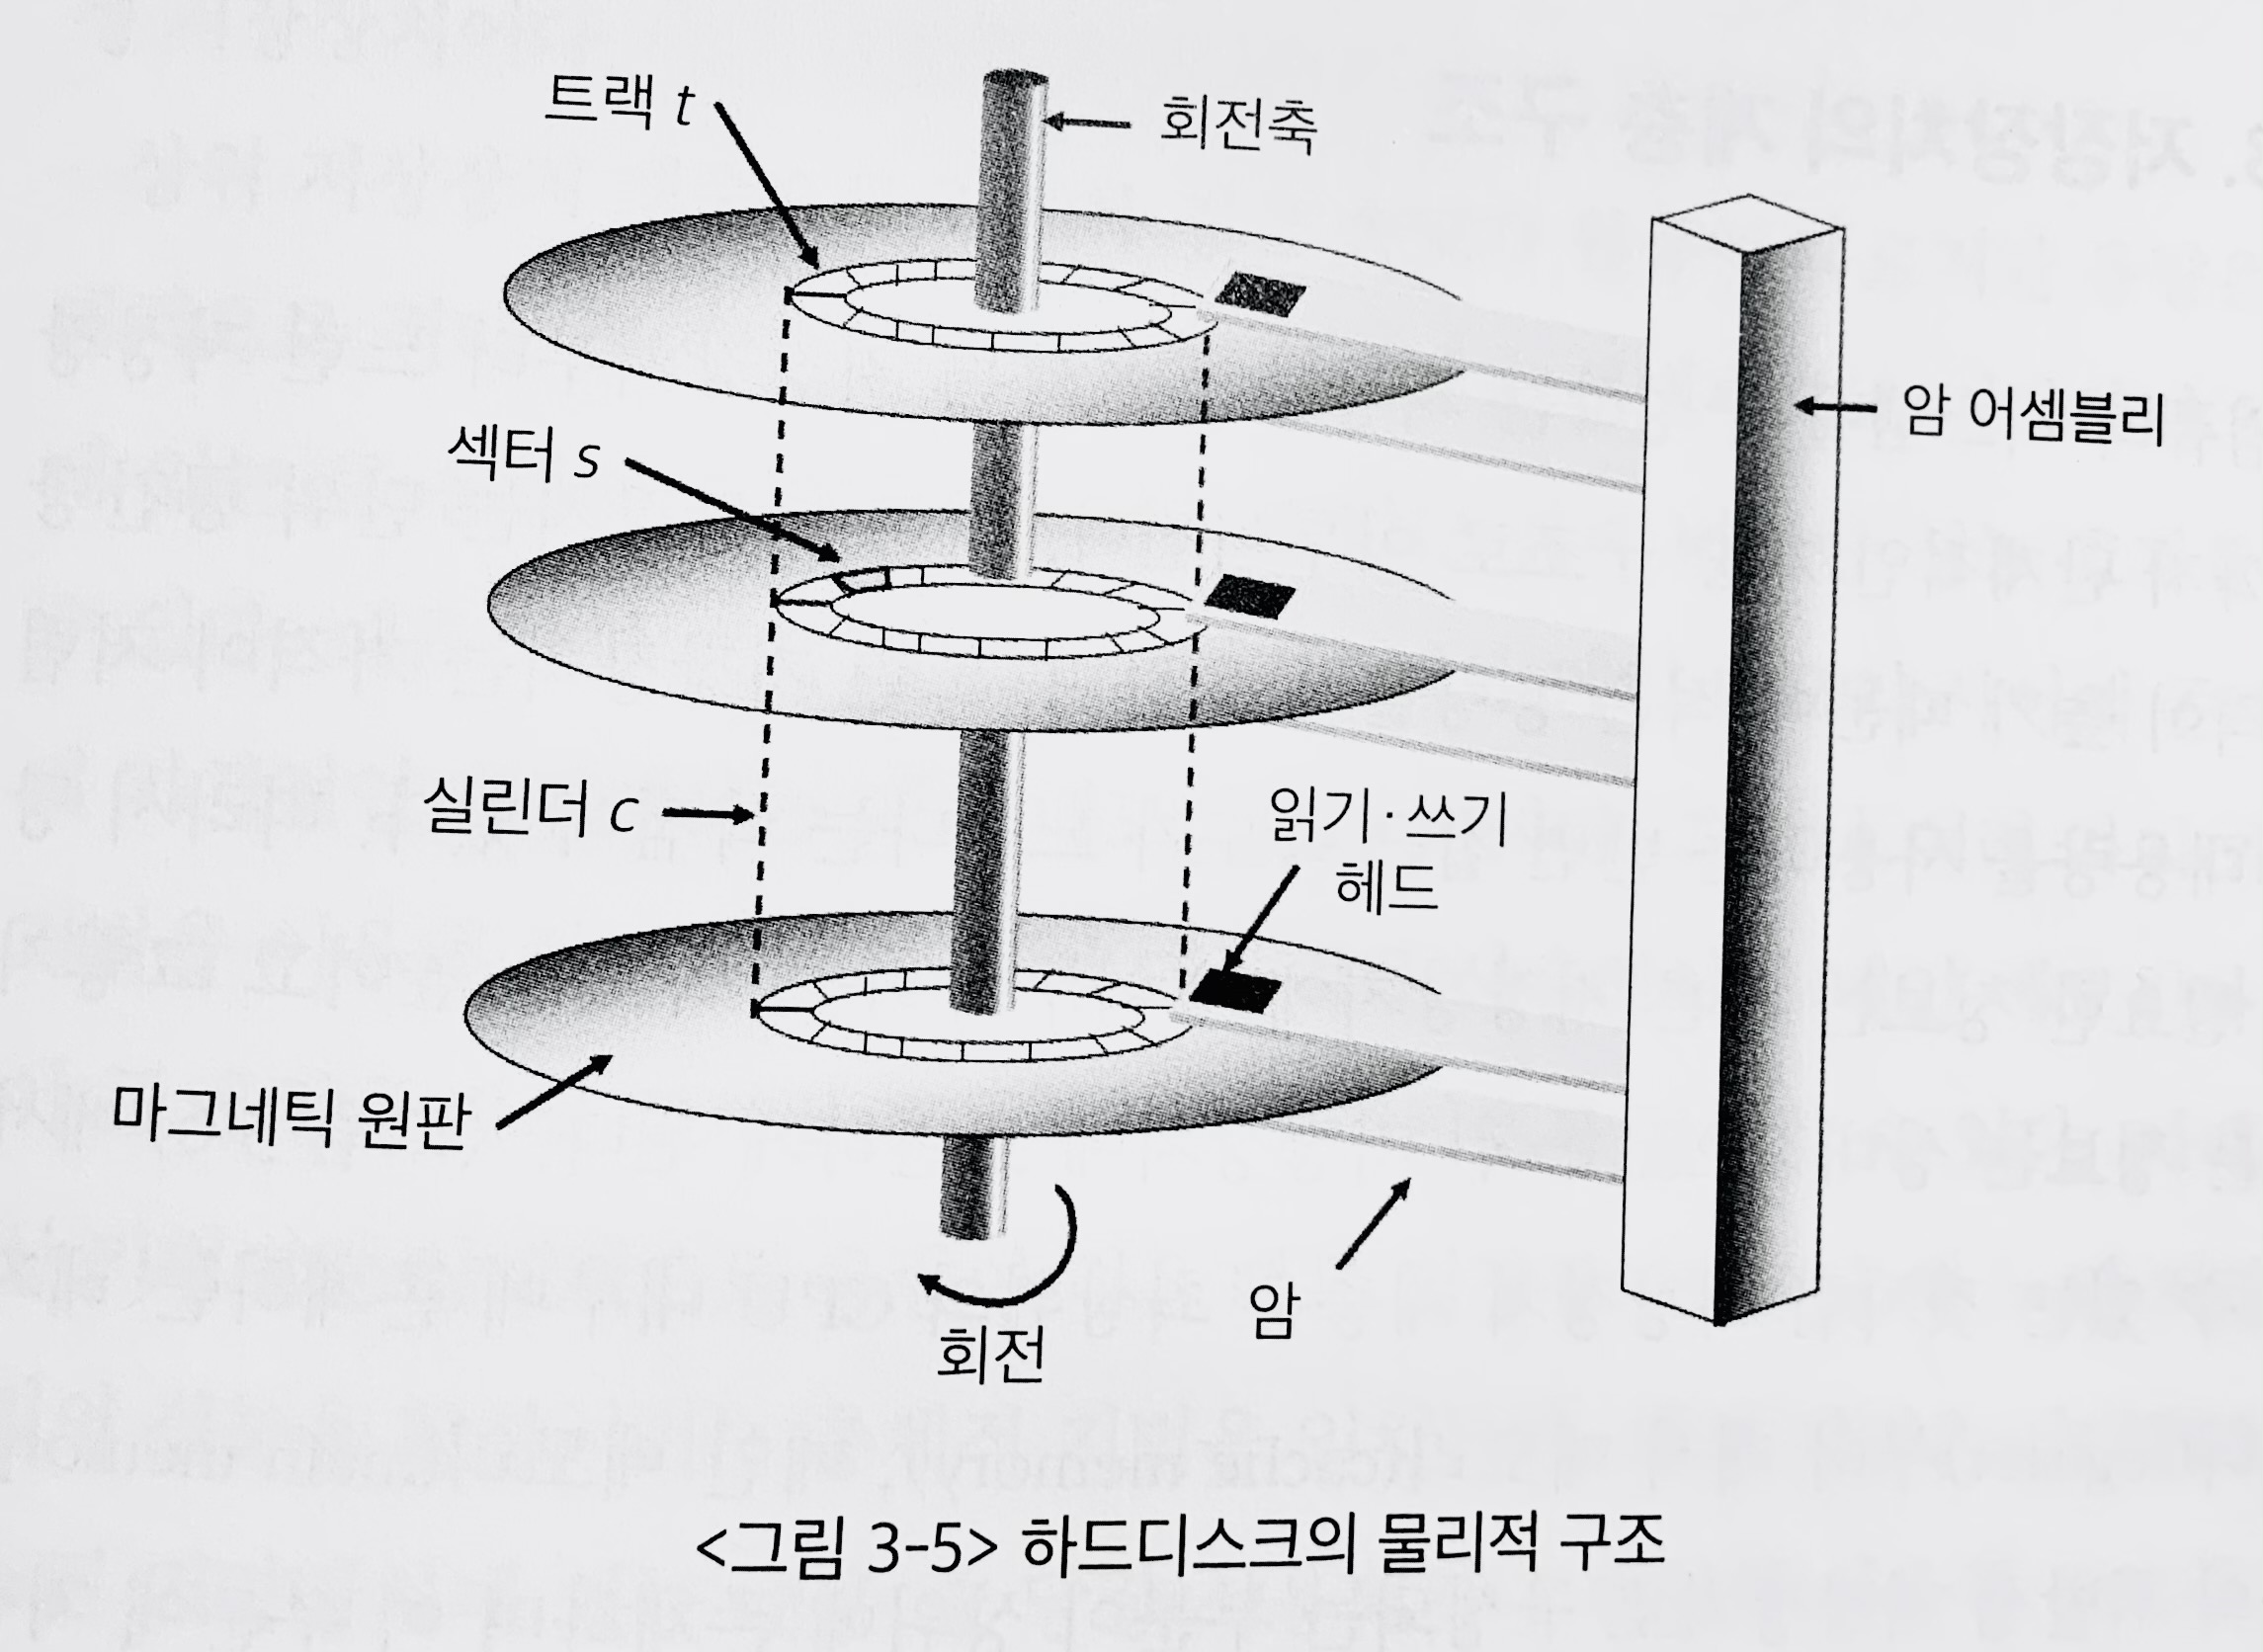 트랙 t
회전축
암 어셈블리
섹터 s
실린더 c
읽기·쓰기
헤드
마그네틱 원판
암
회전
<그림 3-5> 하드디스크의 물리적 구조